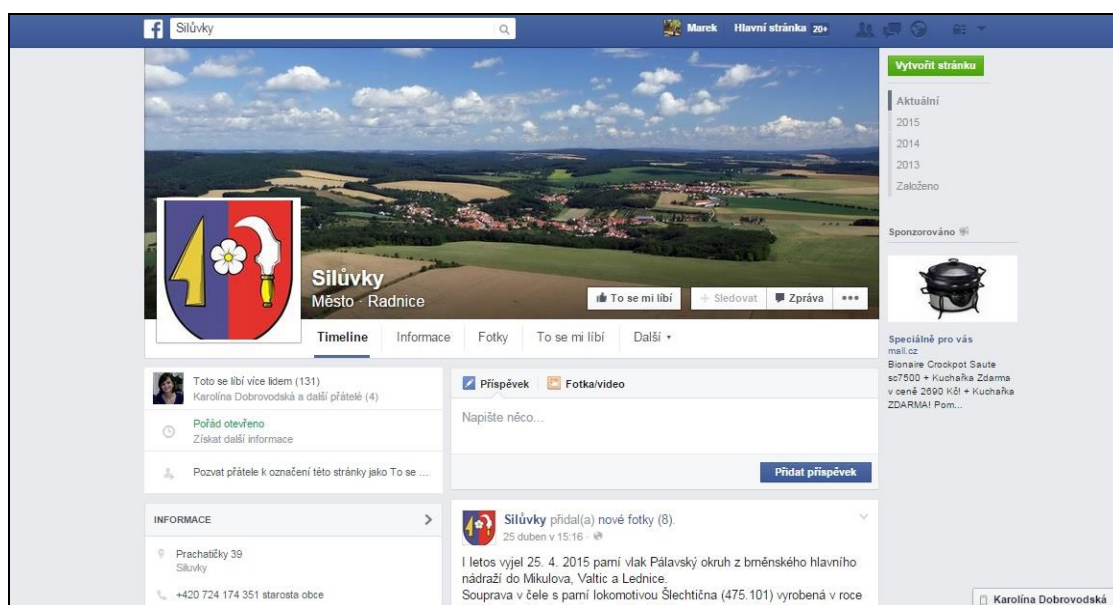 Silůvky
Marek
Hlavní stránka 20+
Vytvořit stránku
Aktuální
2015
2014
2013
Založeno
Silůvky
Město · Radnice
To se mi líbí
+ Sledovat
Zpráva
Timeline
Informace
Fotky
To se mi líbí
Další
Sponzorováno
Speciálně pro vás
mall.cz
Bionaire Crockpot Saute
sc7500 + Kuchařka Zdarma
v ceně 2690 Kč! + Kuchařka
ZDARMA! Pom...
Toto se líbí více lidem (131)
Karolína Dobrovodská a další přátelé (4)
Pořád otevřeno
Získat další informace
Pozvat přátele k označení této stránky jako To se ...
INFORMACE
Prachatičky 39
Siluvky
+420 724 174 351 starosta obce
Příspěvek
Fotka/video
Napište něco...
Přidat příspěvek
Silůvky přidal(a) nové fotky (8).
25 duben v 15:16 ·
I letos vyjel 25. 4. 2015 parní vlak Pálavský okruh z brněnského hlavního
nádraží do Mikulova, Valtic a Lednice.
Souprava v čele s parní lokomotivou Šlechtična (475.101) vyrobená v roce
Karolína Dobrovodská